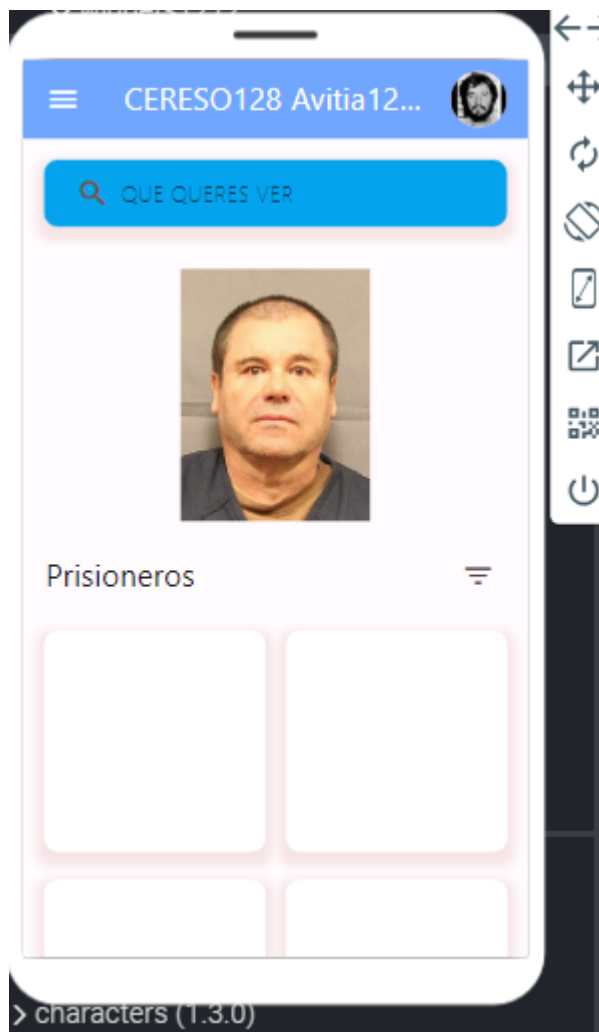 CERESO128 Avitia12...
QUE QUERES VER
Prisioneros
characters (1.3.0)